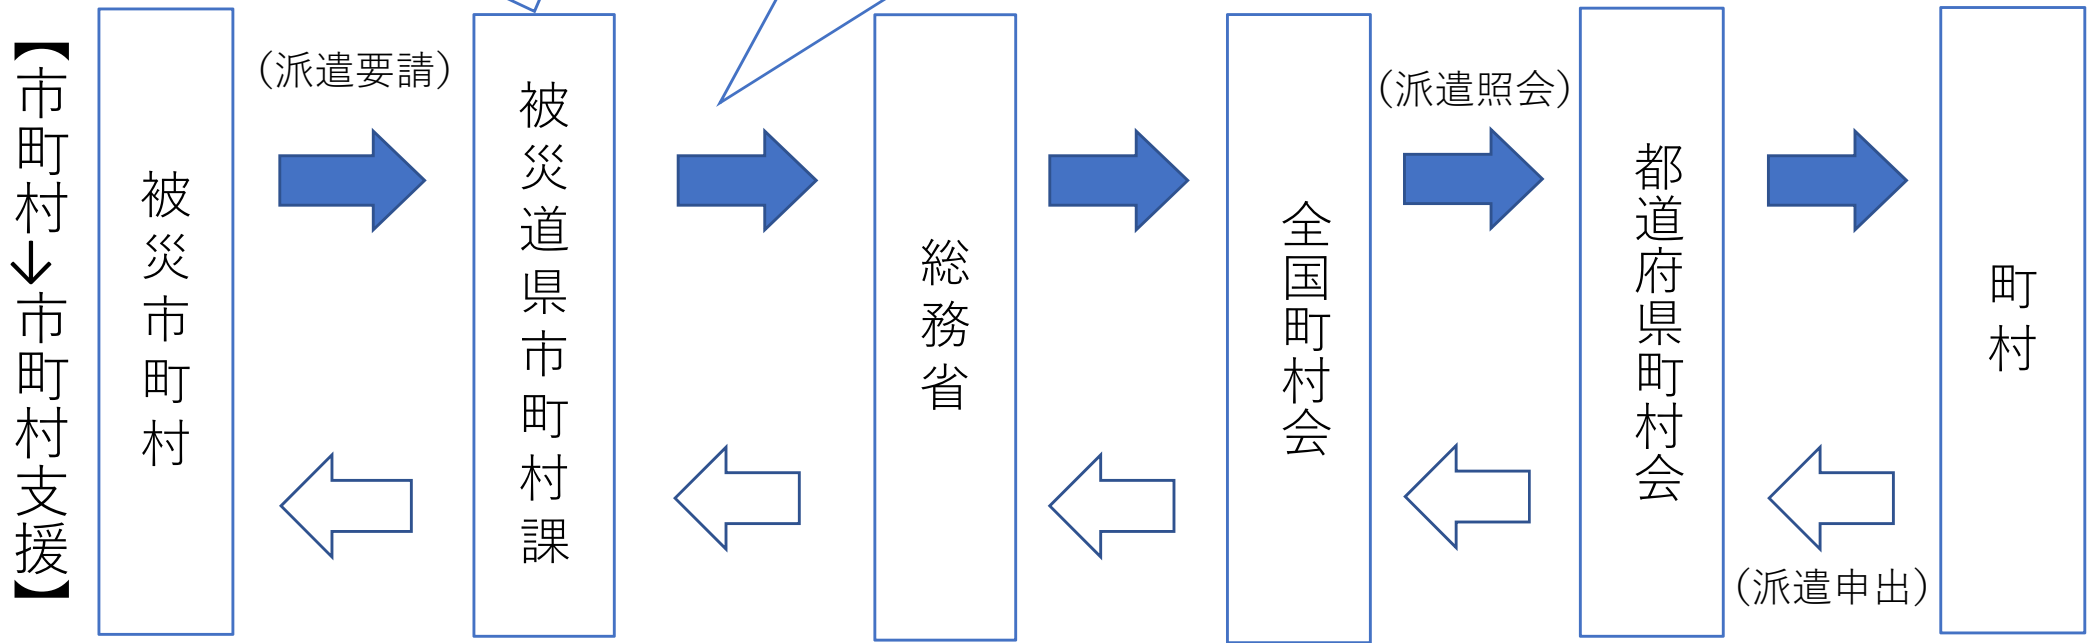 【市町村→市町村支援】
被災市町村
(派遣要請)
被災道県市町村課
総務省
全国町村会
(派遣照会)
都道府県町村会
町村
(派遣申出)